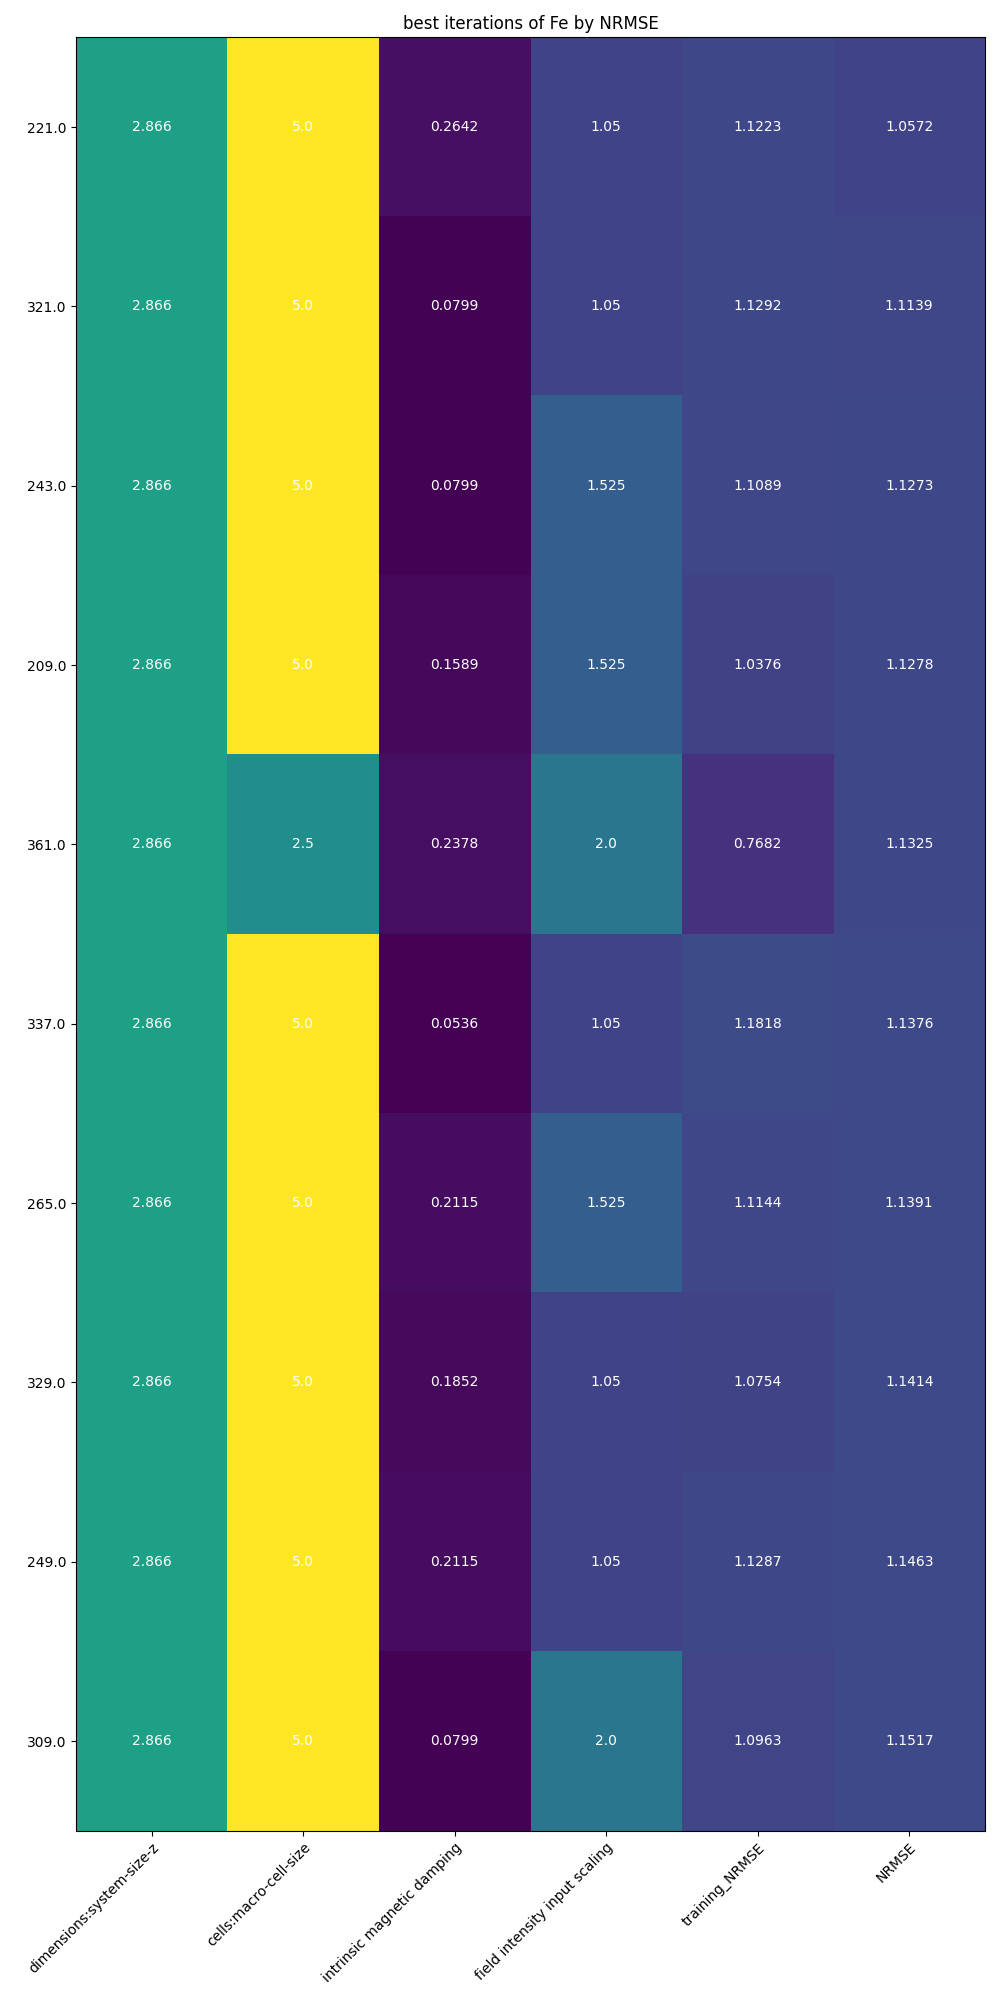 best iterations of Fe by NRMSE
221.0 2.866 5.0 0.2642 1.05 1.1223 1.0572
321.0 2.866 5.0 0.0799 1.05 1.1292 1.1139
243.0 2.866 5.0 0.0799 1.525 1.1089 1.1273
209.0 2.866 5.0 0.1589 1.525 1.0376 1.1278
361.0 2.866 2.5 0.2378 2.0 0.7682 1.1325
337.0 2.866 5.0 0.0536 1.05 1.1818 1.1376
265.0 2.866 5.0 0.2115 1.525 1.1144 1.1391
329.0 2.866 5.0 0.1852 1.05 1.0754 1.1414
249.0 2.866 5.0 0.2115 1.05 1.1287 1.1463
309.0 2.866 5.0 0.0799 2.0 1.0963 1.1517
dimensions:system-size-z
cells:macro-cell-size
intrinsic magnetic damping
field intensity input scaling
training_NRMSE
NRMSE